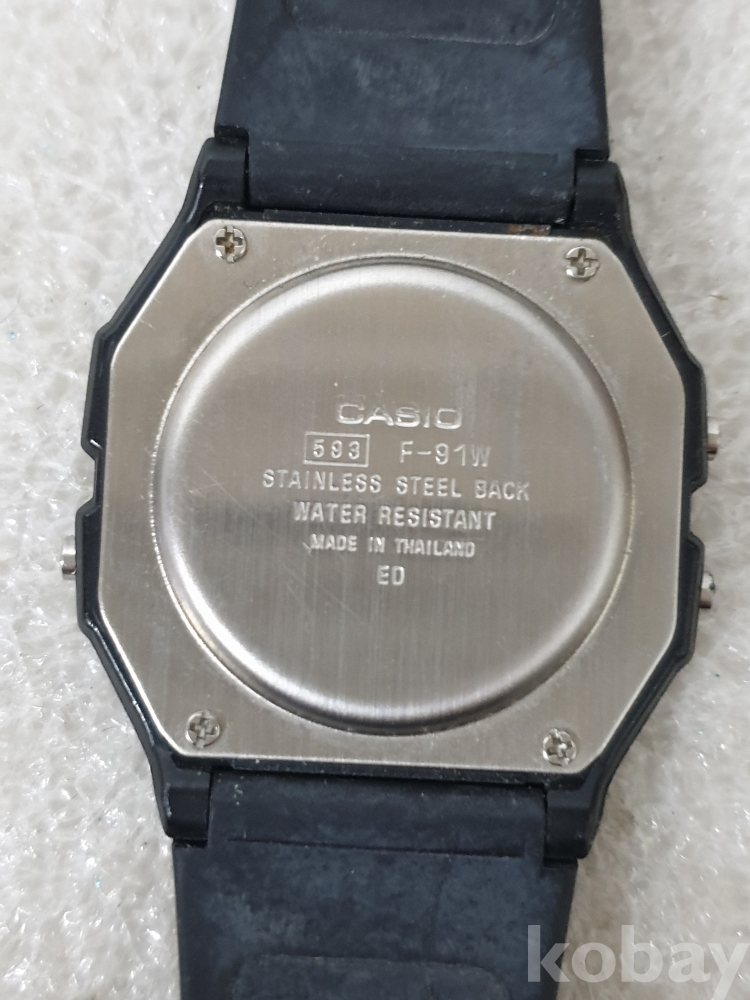 CASIO
593 F-91W
STAINLESS STEEL BACK
WATER RESISTANT
MADE IN THAILAND
ED
kobay